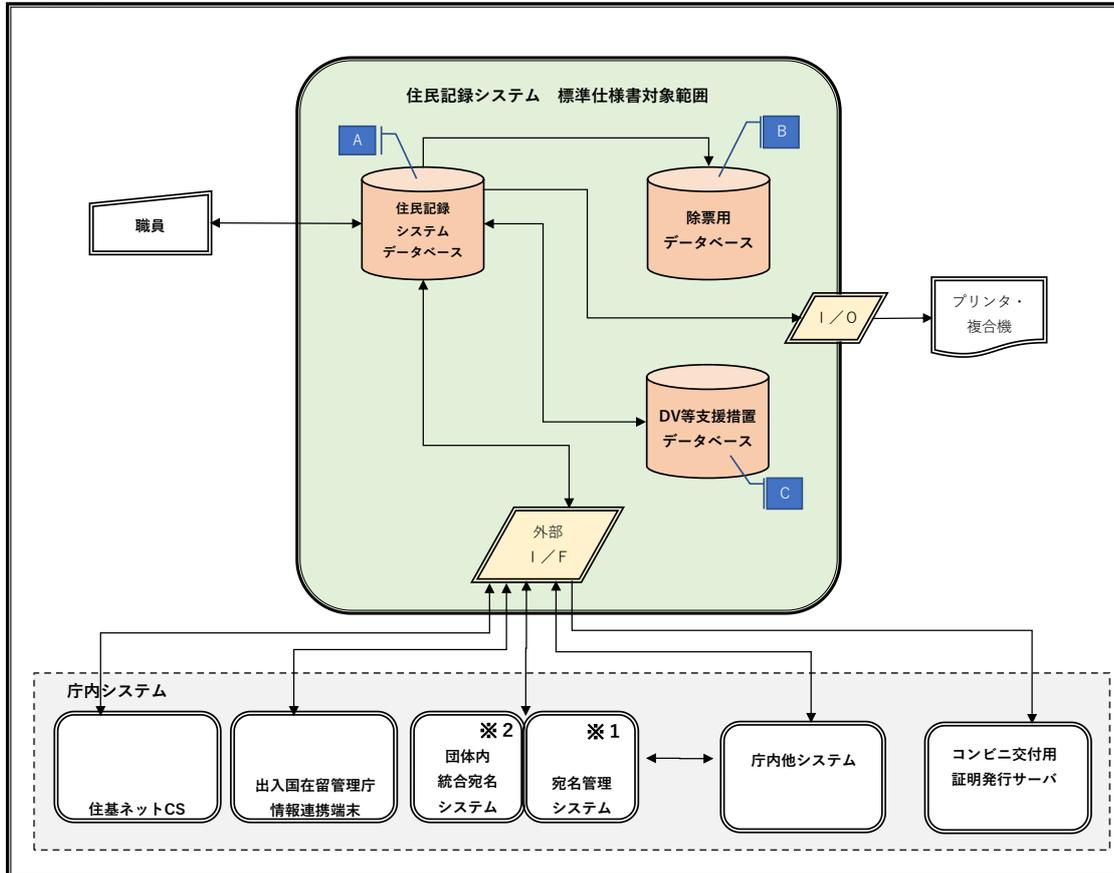 住民記録システム　標準仕様書対象範囲
A
B
職員
住民記録
システム
データベース
除票用
データベース
I／O
プリンタ・
複合機
DV等支援措置
データベース
C
外部
I／F
庁内システム
住基ネットCS
出入国在留管理庁
情報連携端末
※2
団体内
統合宛名
システム
※1
宛名管理
システム
庁内他システム
コンビニ交付用
証明発行サーバ